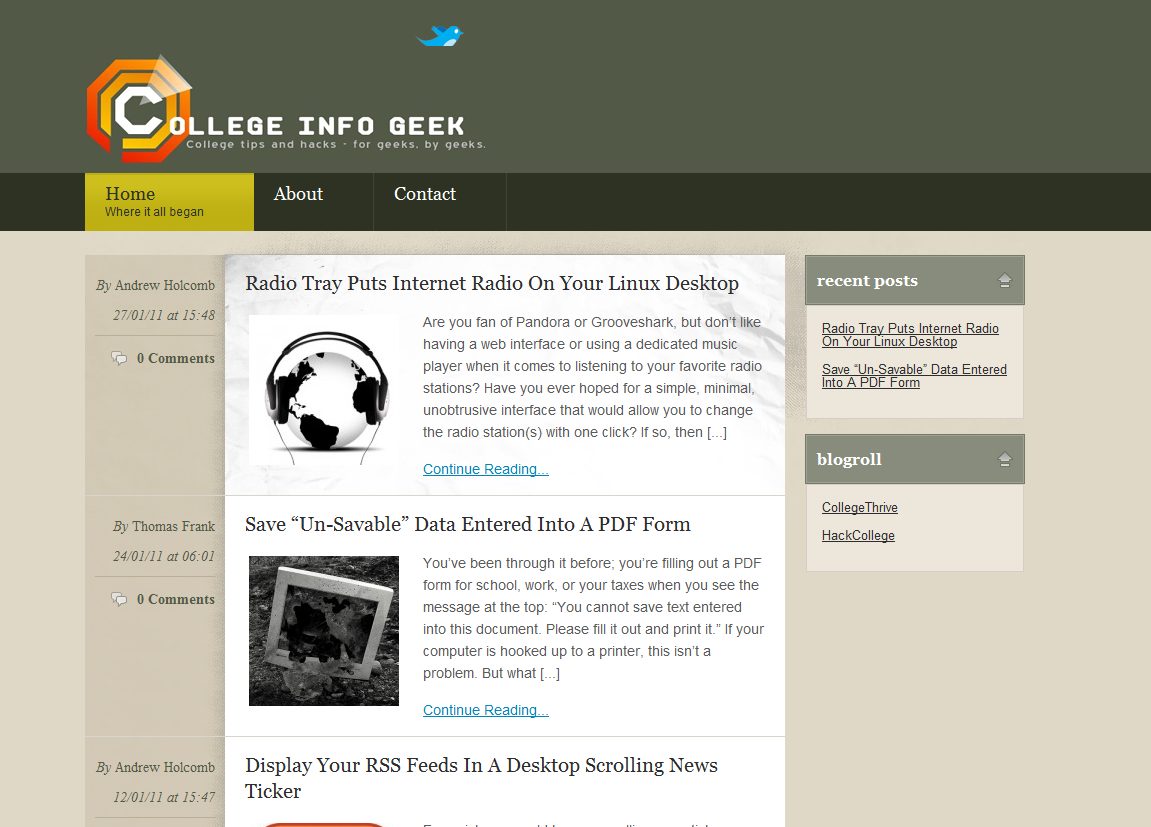 COLLEGE INFO GEEK
College tips and hacks · for geeks, by geeks.
Home
Where it all began
About
Contact
By Andrew Holcomb
27/01/11 at 15:48
0 Comments
Radio Tray Puts Internet Radio On Your Linux Desktop
Are you fan of Pandora or Grooveshark, but don’t like
having a web interface or using a dedicated music
player when it comes to listening to your favorite radio
stations? Have you ever hoped for a simple, minimal,
unobtrusive interface that would allow you to change
the radio station(s) with one click? If so, then [...]
Continue Reading...
By Thomas Frank
24/01/11 at 06:01
0 Comments
Save “Un-Savable” Data Entered Into A PDF Form
You’ve been through it before; you’re filling out a PDF
form for school, work, or your taxes when you see the
message at the top: “You cannot save text entered
into this document. Please fill it out and print it.” If your
computer is hooked up to a printer, this isn’t a
problem. But what [...]
Continue Reading...
By Andrew Holcomb
12/01/11 at 15:47
Display Your RSS Feeds In A Desktop Scrolling News
Ticker
recent posts
Radio Tray Puts Internet Radio
On Your Linux Desktop
Save “Un-Savable” Data Entered
Into A PDF Form
blogroll
CollegeThrive
HackCollege